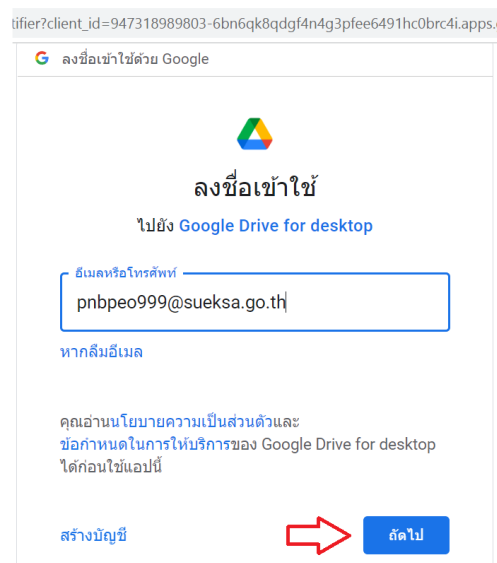 tifier?client_id=947318989803-6bn6qk8qdgf4n4g3pfee6491hc0brc4i.apps.
ลงชื่อเข้าใช้ด้วย Google
ลงชื่อเข้าใช้
ไปยัง Google Drive for desktop
อีเมลหรือโทรศัพท์
pnbpeo999@sueksa.go.th
หากลืมอีเมล
คุณอ่านนโยบายความเป็นส่วนตัวและ
ข้อกำหนดในการให้บริการของ Google Drive for desktop
ได้ก่อนใช้แอปนี้
สร้างบัญชี
ถัดไป